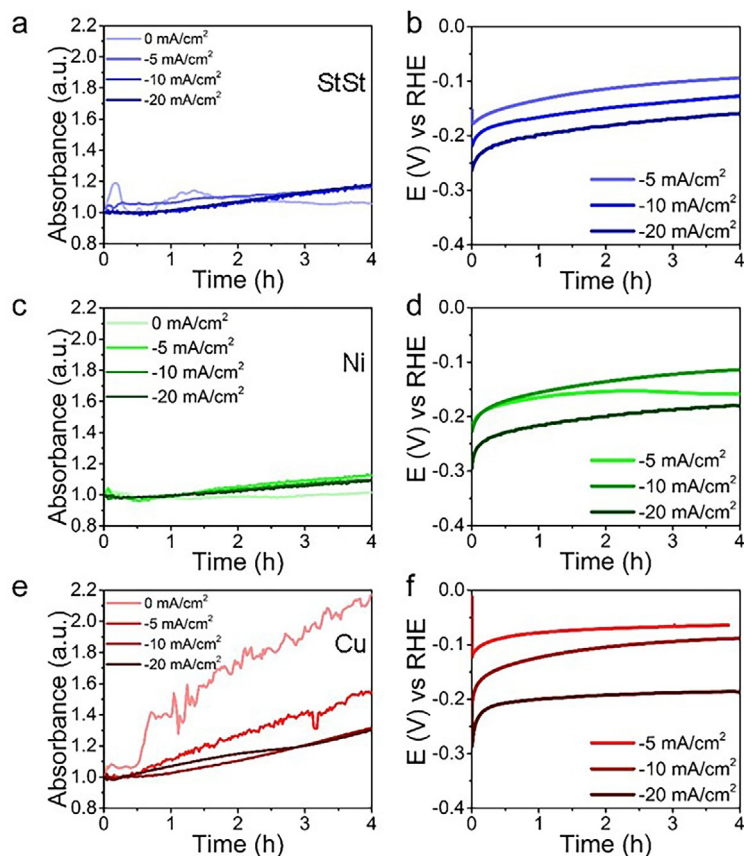 a
Absorbance (a.u.)
2.2
2.0
1.8
1.6
1.4
1.2
1.0
0.8
0 mA/cm²
-5 mA/cm²
-10 mA/cm²
-20 mA/cm²
StSt
0 1 2 3 4
Time (h)
b
E (V) vs RHE
0.0
-0.1
-0.2
-0.3
-0.4
-5 mA/cm²
-10 mA/cm²
-20 mA/cm²
0 1 2 3 4
Time (h)
c
Absorbance (a.u.)
2.2
2.0
1.8
1.6
1.4
1.2
1.0
0.8
0 mA/cm²
-5 mA/cm²
-10 mA/cm²
-20 mA/cm²
Ni
0 1 2 3 4
Time (h)
d
E (V) vs RHE
0.0
-0.1
-0.2
-0.3
-0.4
-5 mA/cm²
-10 mA/cm²
-20 mA/cm²
0 1 2 3 4
Time (h)
e
Absorbance (a.u.)
2.2
2.0
1.8
1.6
1.4
1.2
1.0
0.8
0 mA/cm²
-5 mA/cm²
-10 mA/cm²
-20 mA/cm²
Cu
0 1 2 3 4
Time (h)
f
E (V) vs RHE
0.0
-0.1
-0.2
-0.3
-0.4
-5 mA/cm²
-10 mA/cm²
-20 mA/cm²
0 1 2 3 4
Time (h)